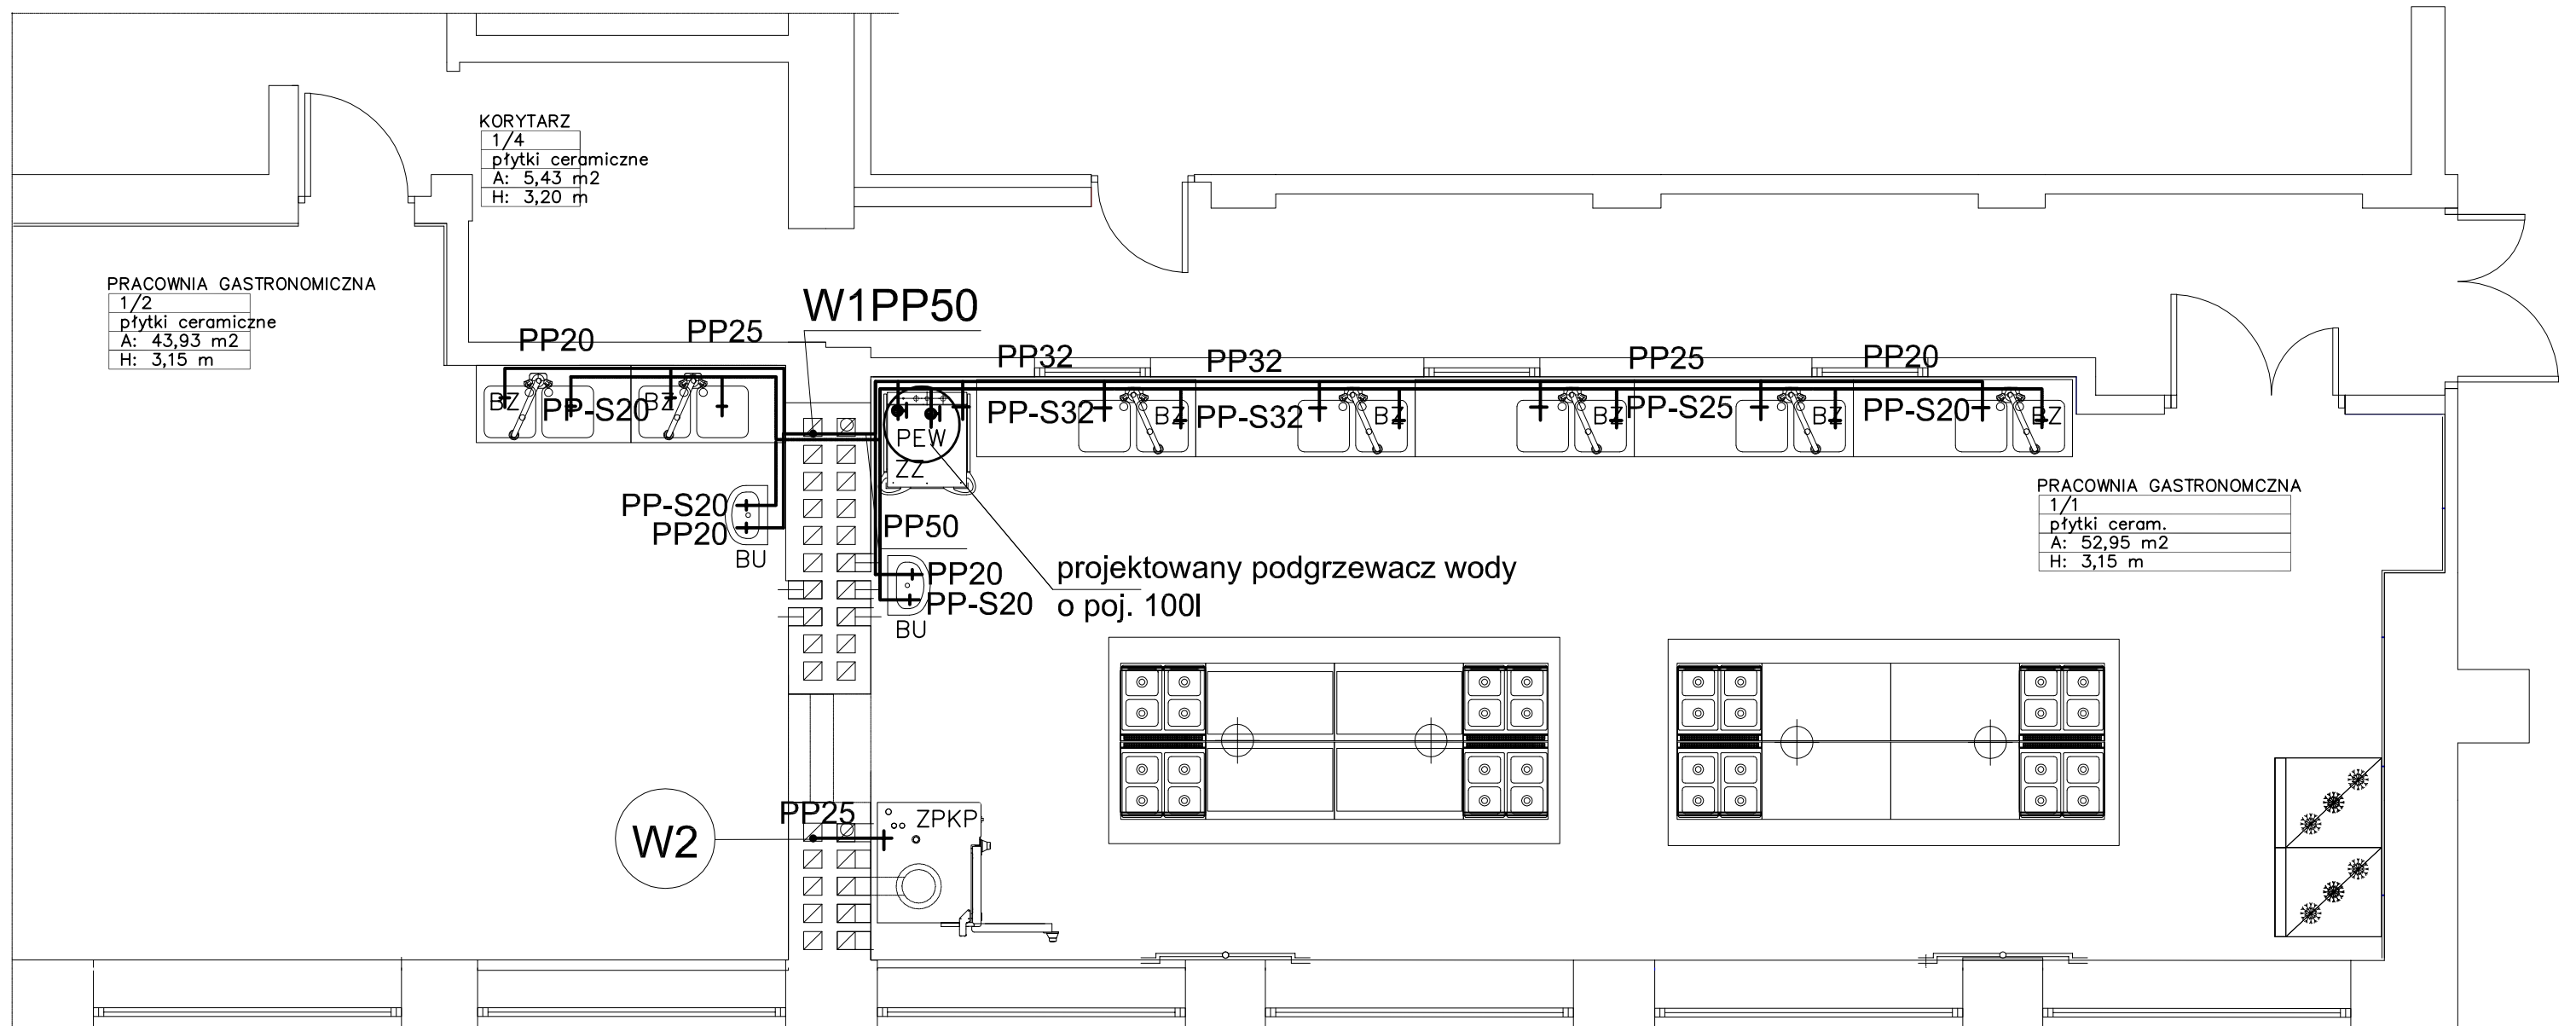 KORYTARZ
1/4
płytki ceramiczne
A: 5,43 m2
H: 3,20 m
PRACOWNIA GASTRONOMICZNA
1/2
płytki ceramiczne
A: 43,93 m2
H: 3,15 m
W1PP50
PP20
PP25
PP32
PP32
PP25
PP20
BZ
PP-S20
BZ
PP-S32
BZ
PP-S32
BZ
BZ
PP-S25
BZ
PP-S20
BZ
PEW
ZZ
PP-S20
PP20
BU
PP50
PP20
PP-S20
BU
projektowany podgrzewacz wody
o poj. 100l
PRACOWNIA GASTRONOMCZNA
1/1
płytki ceram.
A: 52,95 m2
H: 3,15 m
PP25
ZPKP
W2